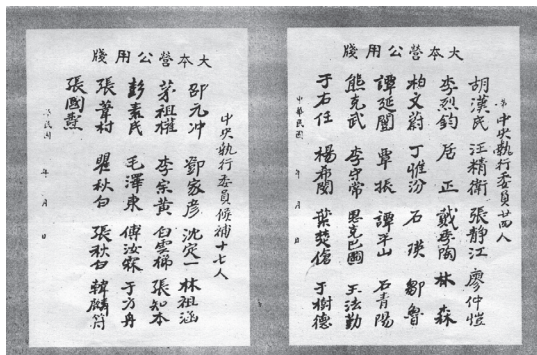 大本營公用牋
中央執行委員廿四人
胡漢民 汪精衛 張靜江 廖仲愷
李烈鈞 居正 戴季陶 林森
柏文蔚 丁惟汾 石瑛 鄒魯
譚延闓 覃振 譚平山 石青陽
熊克武 李守常 恩克巴圖 王法勤
于右任 楊希閔 葉楚傖 于樹德
中華民國 年 月 日
大本營公用牋
中央執行委員候補十七人
邵元冲 鄧家彥 沈定一 林祖涵
茅祖權 李宗黃 白雲梯 張知本
彭素民 毛澤東 傅汝霖 于方舟
張葦村 瞿秋白 張秋白 韓麟符
張國燾
民國 年 月 日